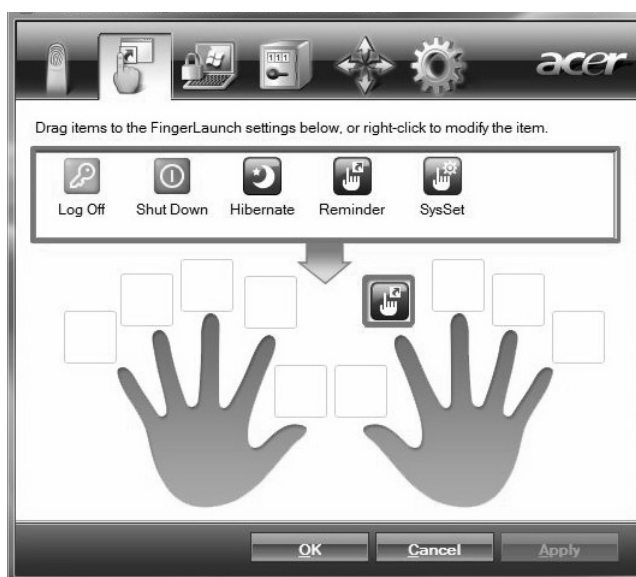 acer
Drag items to the FingerLaunch settings below, or right-click to modify the item.
111
Log Off Shut Down Hibernate Reminder SysSet
OK Cancel Apply